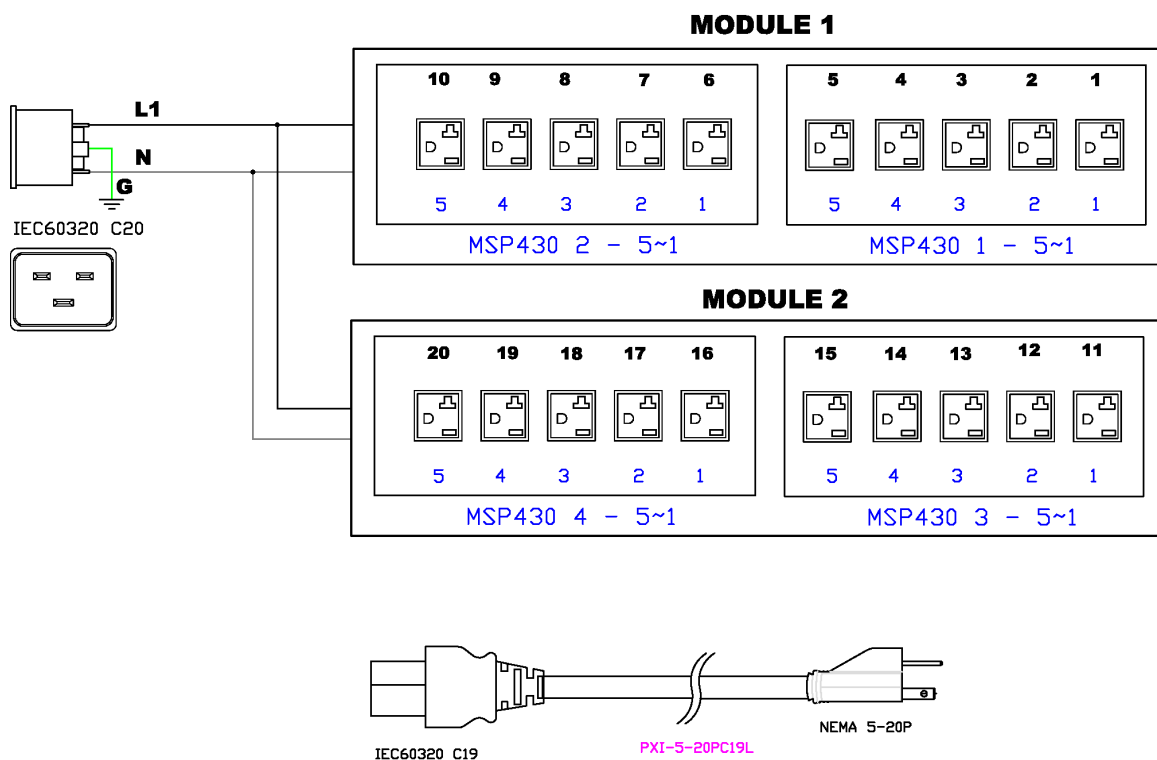 MODULE 1
10 9 8 7 6 5 4 3 2 1
L1
N
G
5 4 3 2 1 5 4 3 2 1
MSP430 2 - 5~1 MSP430 1 - 5~1
IEC60320 C20
MODULE 2
20 19 18 17 16 15 14 13 12 11
5 4 3 2 1 5 4 3 2 1
MSP430 4 - 5~1 MSP430 3 - 5~1
IEC60320 C19
PXI-5-20PC19L
NEMA 5-20P